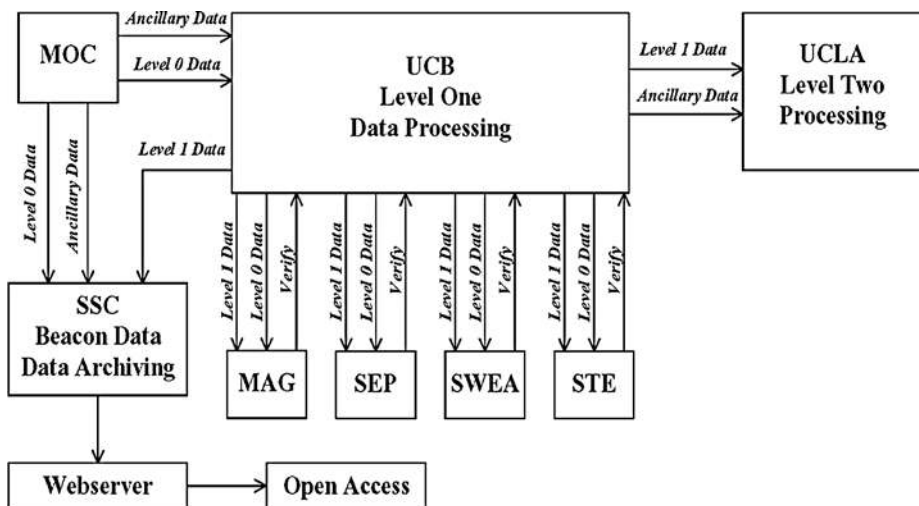 Ancillary Data
MOC
Level 0 Data
UCB
Level One
Data Processing
Level 1 Data
Ancillary Data
UCLA
Level Two
Processing
Level 0 Data
Ancillary Data
Level 1 Data
Level 1 Data
Level 0 Data
Verify
Level 1 Data
Level 0 Data
Verify
Level 1 Data
Level 0 Data
Verify
Level 1 Data
Level 0 Data
Verify
SSC
Beacon Data
Data Archiving
MAG
SEP
SWEA
STE
Webserver
Open Access